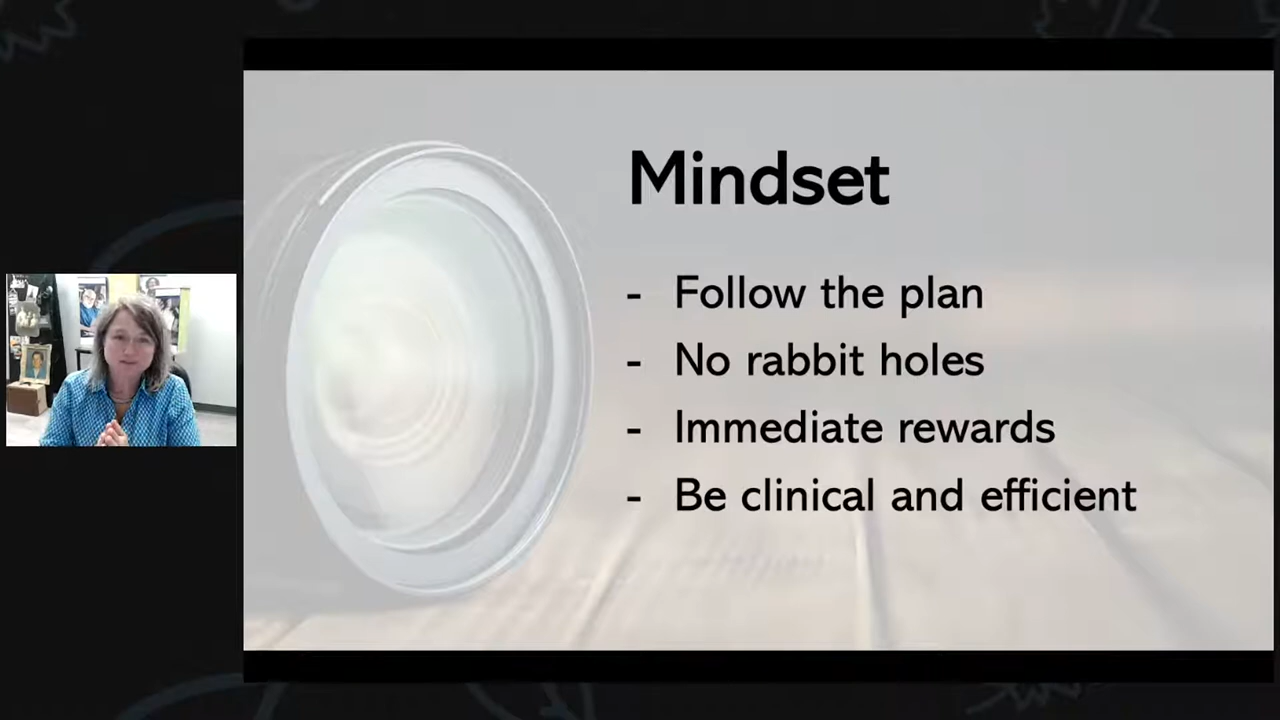 Mindset
- Follow the plan
- No rabbit holes
- Immediate rewards
- Be clinical and efficient